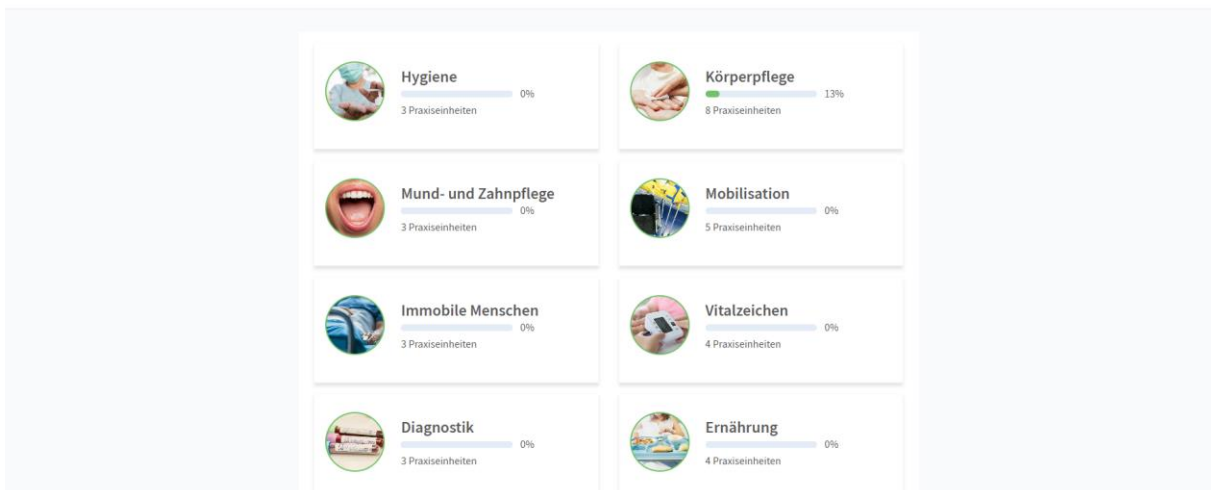 Hygiene
0%
3 Praxiseinheiten
Körperpflege
13%
8 Praxiseinheiten
Mund- und Zahnpflege
0%
3 Praxiseinheiten
Mobilisation
0%
5 Praxiseinheiten
Immobile Menschen
0%
3 Praxiseinheiten
Vitalzeichen
0%
4 Praxiseinheiten
Diagnostik
0%
3 Praxiseinheiten
Ernährung
0%
4 Praxiseinheiten